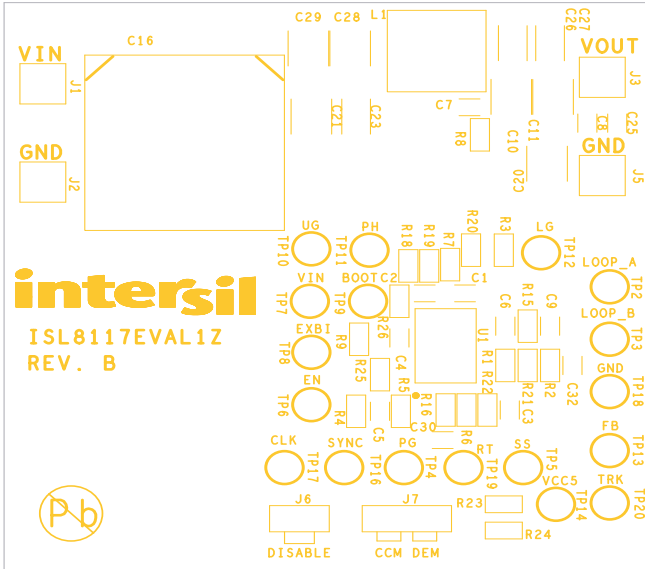 C29 C28 L1 C26 C27
C16
VIN VOUT
J1 J3
C7
C21 C23 R8 C10 C11 C8 C25
GND GND
J2 C20 J5
UG PH R18 R19 R7 R20 R3 LG
TP10 TP11 TP12
LOOP_A
VIN BOOT C2 C1
TP7 TP9 TP2
intersil
R26 C6 R15 C9 LOOP_B
ISL8117EVAL1Z
EXBI R9 U1 TP3
REV. B
TP8 C4 R1 R2 C32
EN R25 R5 R22 R21 GND
TP6 R4 C5 R16 C3 TP18
C30 R6
CLK SYNC PG RT SS FB
TP17 TP16 TP4 TP19 TP5 TP13
VCC5 TRK
TP14 TP20
Pb
J6 J7 R23
R24
DISABLE CCM DEM